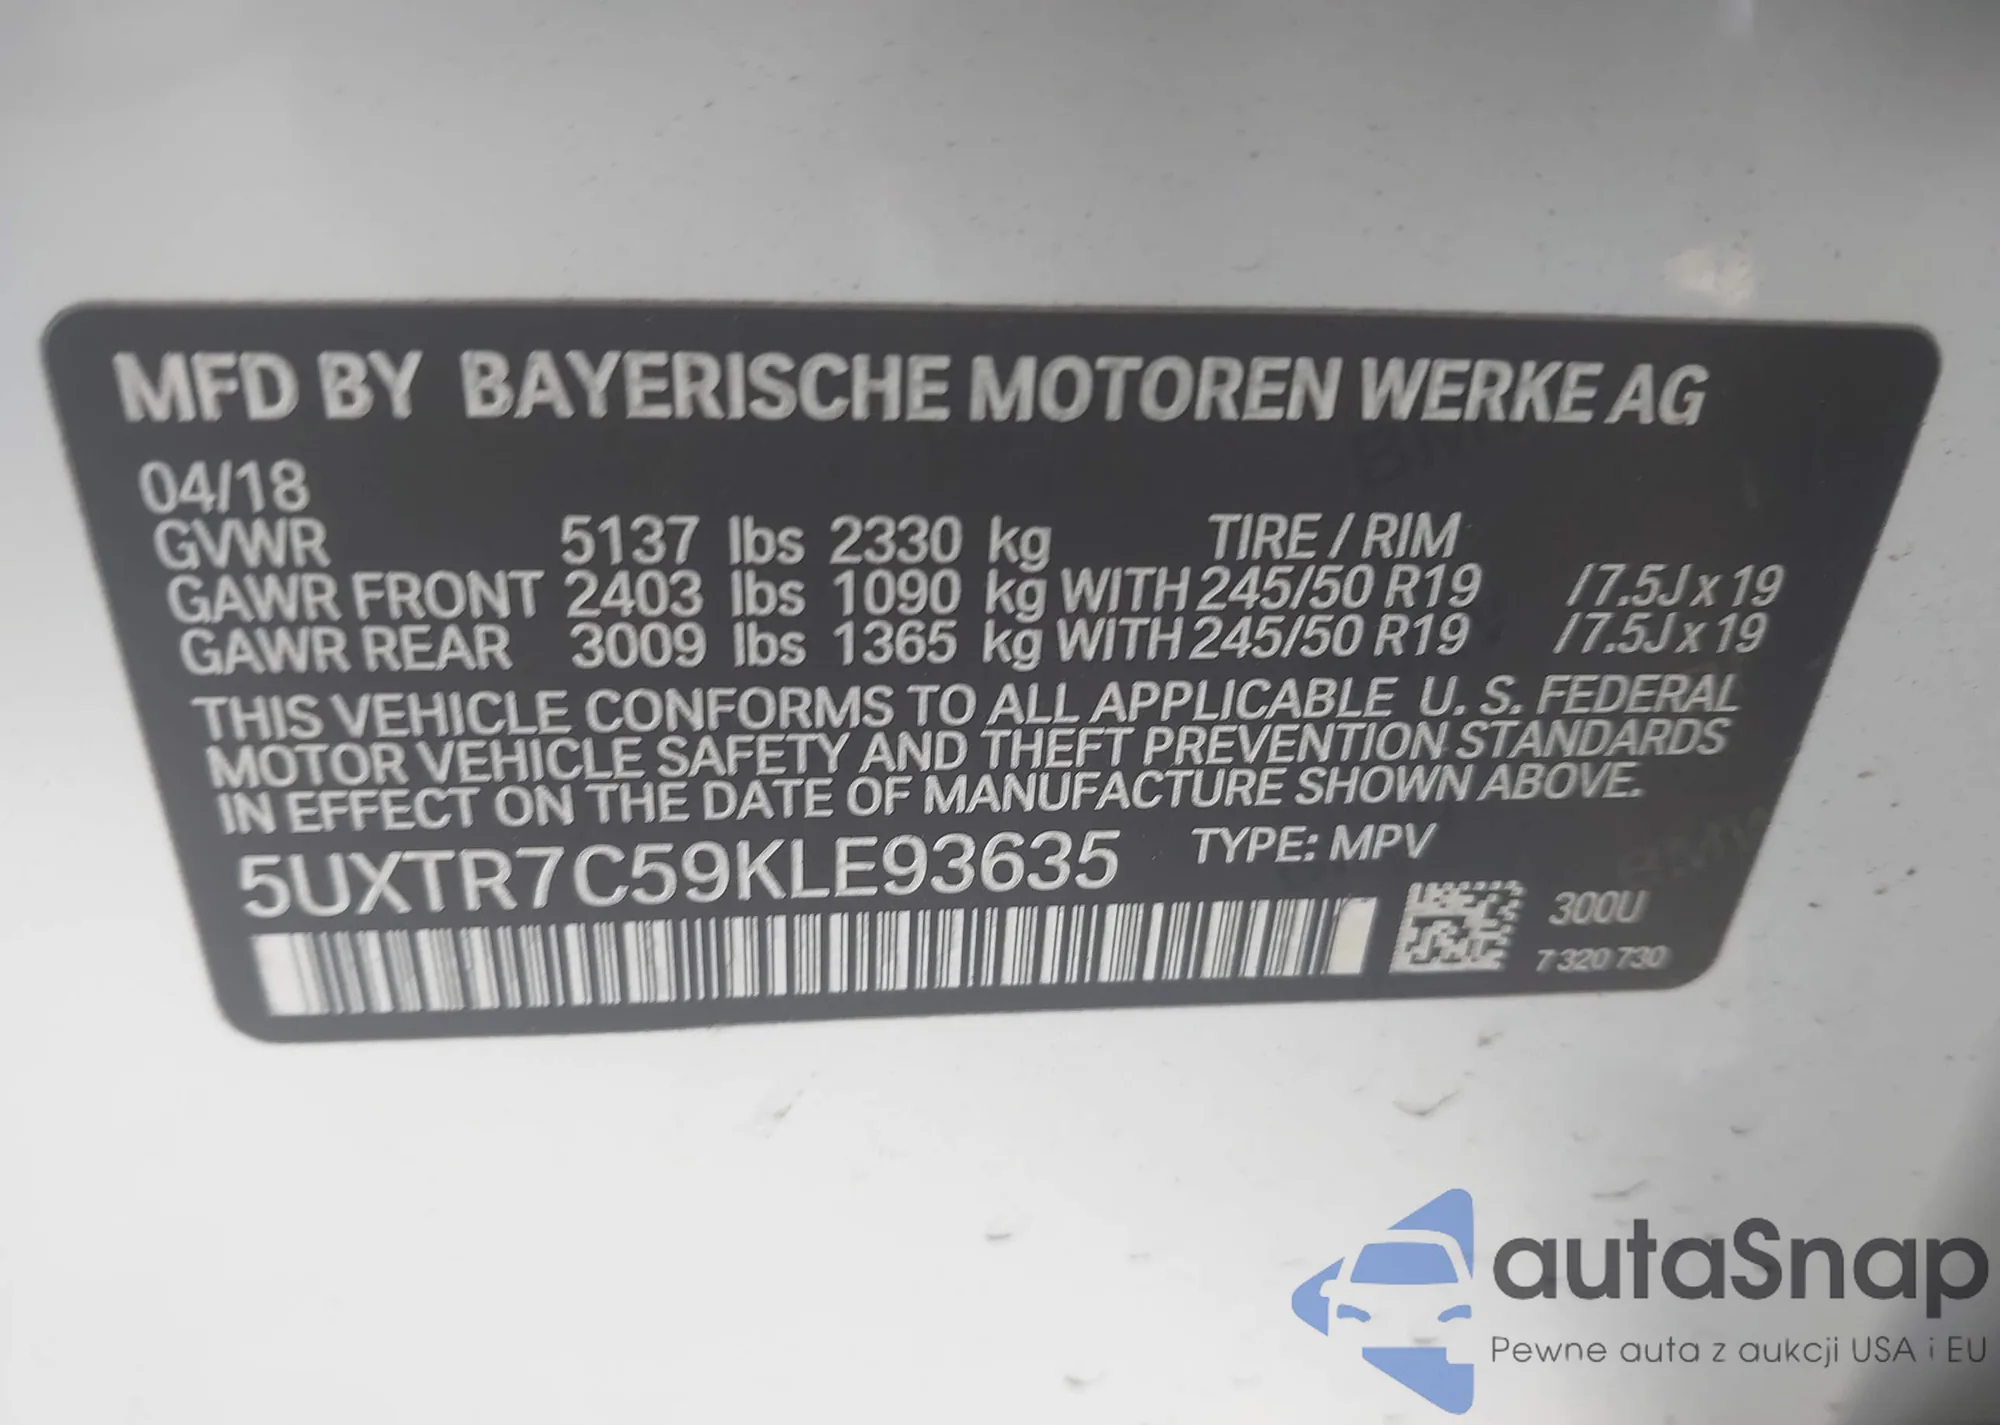 MFD BY BAYERISCHE MOTOREN WERKE AG
04/18
GVWR 5137 lbs 2330 kg TIRE / RIM
GAWR FRONT 2403 lbs 1090 kg WITH 245/50 R19 /7.5J x 19
GAWR REAR 3009 lbs 1365 kg WITH 245/50 R19 /7.5J x 19
THIS VEHICLE CONFORMS TO ALL APPLICABLE U. S. FEDERAL
MOTOR VEHICLE SAFETY AND THEFT PREVENTION STANDARDS
IN EFFECT ON THE DATE OF MANUFACTURE SHOWN ABOVE.
5UXTR7C59KLE93635 TYPE: MPV
300U
7 320 730
autaSnap
Pewne auta z aukcji USA i EU